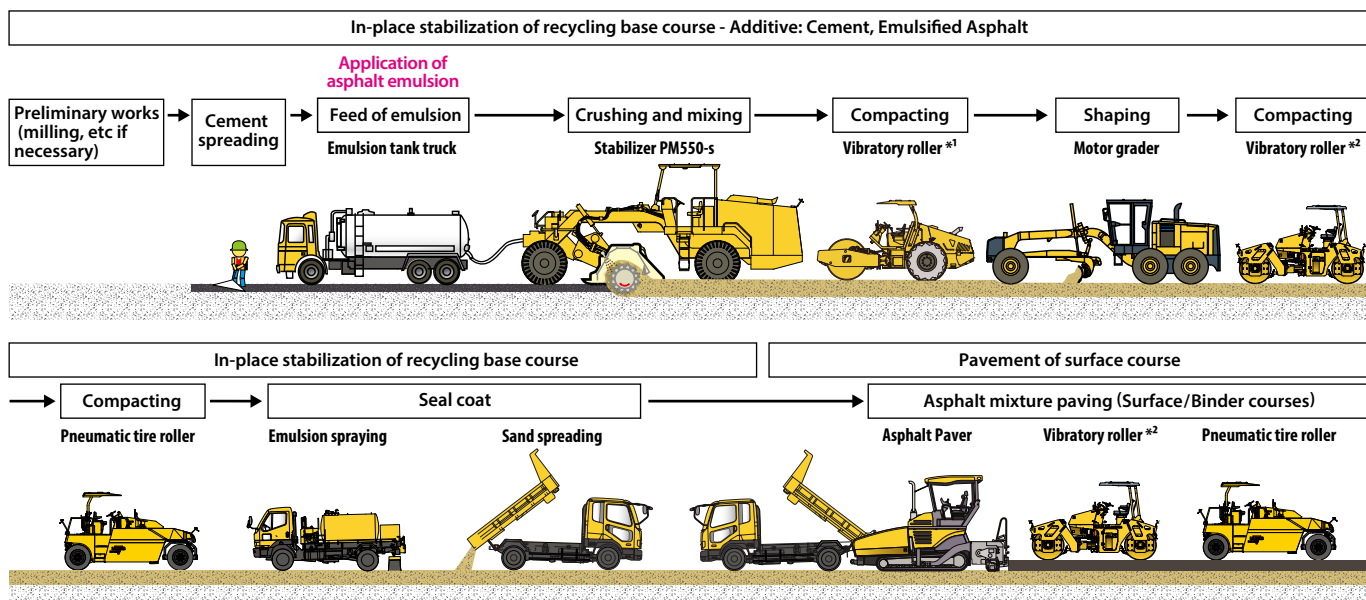 In-place stabilization of recycling base course - Additive: Cement, Emulsified Asphalt
Application of
asphalt emulsion
Preliminary works
(milling, etc if
necessary)
Cement
spreading
Feed of emulsion
Crushing and mixing
Compacting
Shaping
Compacting
Emulsion tank truck
Stabilizer PM550-s
Vibratory roller *¹
Motor grader
Vibratory roller *²
In-place stabilization of recycling base course
Pavement of surface course
Compacting
Seal coat
Asphalt mixture paving (Surface/Binder courses)
Pneumatic tire roller
Emulsion spraying
Sand spreading
Asphalt Paver
Vibratory roller *²
Pneumatic tire roller